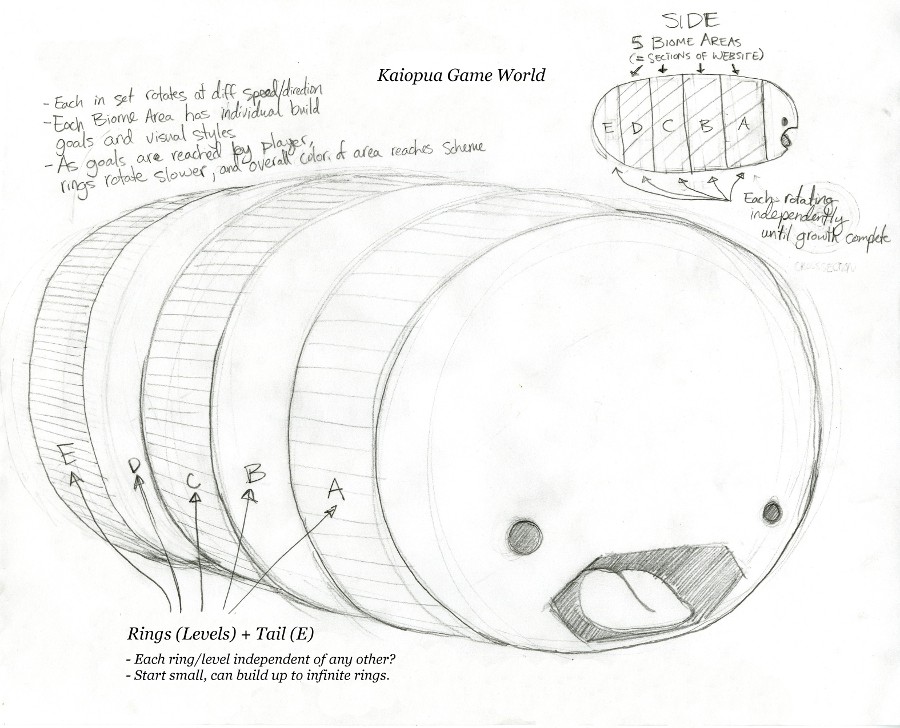 SIDE
5 BIOME AREAS
(= SECTIONS OF WEBSITE)
Kaiopua Game World
- Each in set rotates at diff speed/direction
- Each Biome Area has individual build
goals and visual styles
- As goals are reached by player,
rings rotate slower, and overall color of area reaches scheme
E D C B A
Each rotating
independently
until growth complete
E
D
C
B
A
Rings (Levels) + Tail (E)
- Each ring/level independent of any other?
- Start small, can build up to infinite rings.